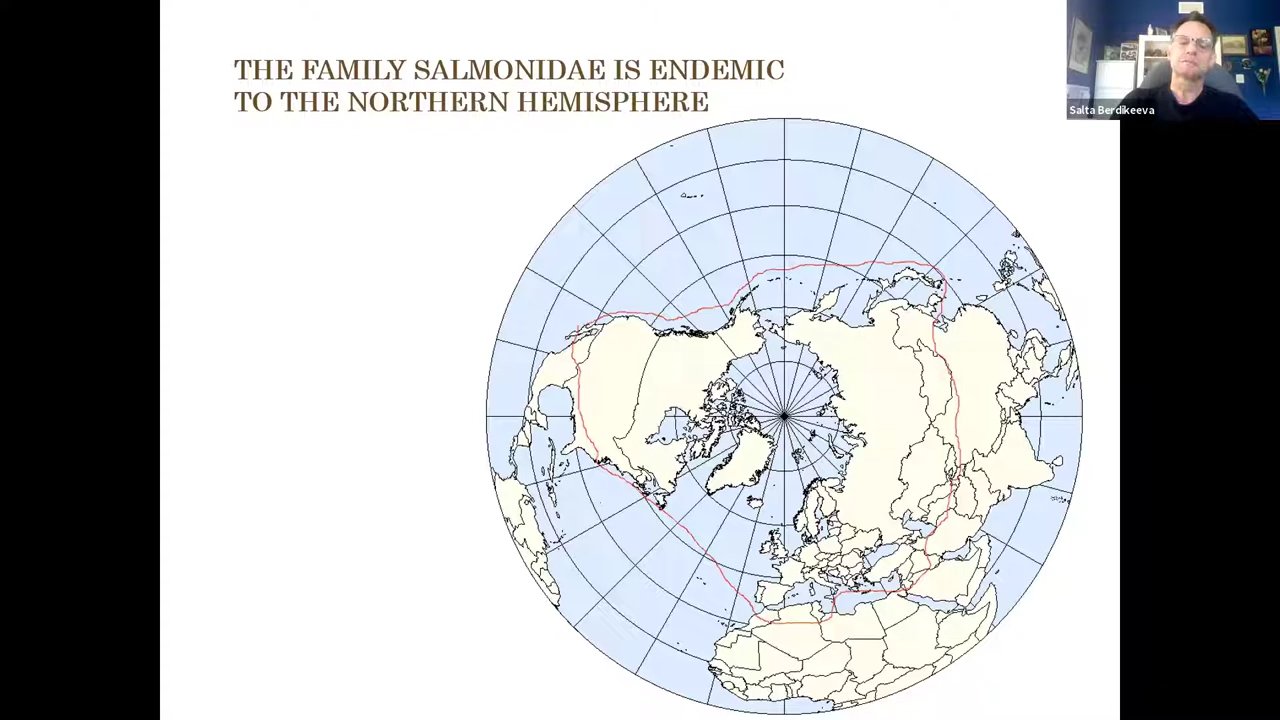 THE FAMILY SALMONIDAE IS ENDEMIC
TO THE NORTHERN HEMISPHERE
Salta Berdikeeva